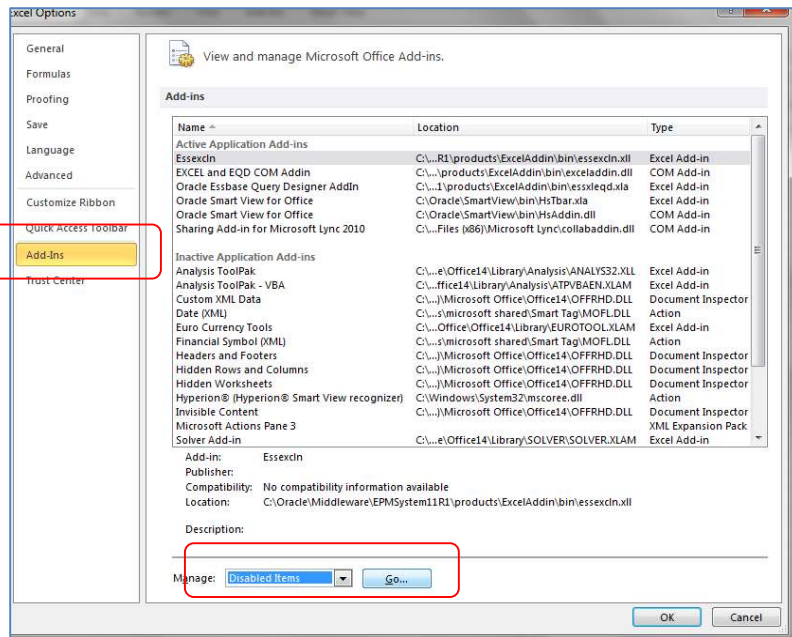 Excel Options
General
Formulas
Proofing
Save
Language
Advanced
Customize Ribbon
Quick Access Toolbar
Add-Ins
Trust Center
View and manage Microsoft Office Add-ins.
Add-ins
Name Location Type
Active Application Add-ins
Essexcln C:\...R1\products\ExcelAddin\bin\essexcln.xll Excel Add-in
EXCEL and EQD COM Addin C:\...\products\ExcelAddin\bin\exceladdin.dll COM Add-in
Oracle Essbase Query Designer AddIn C:\...1\products\ExcelAddin\bin\essxleqd.xla Excel Add-in
Oracle Smart View for Office C:\Oracle\SmartView\bin\HsTbar.xla Excel Add-in
Oracle Smart View for Office C:\Oracle\SmartView\bin\HsAddin.dll COM Add-in
Sharing Add-in for Microsoft Lync 2010 C:\...Files (x86)\Microsoft Lync\collabaddin.dll COM Add-in
Inactive Application Add-ins
Analysis ToolPak C:\...e\Office14\Library\Analysis\ANALYS32.XLL Excel Add-in
Analysis ToolPak - VBA C:\...ffice14\Library\Analysis\ATPVBAEN.XLAM Excel Add-in
Custom XML Data C:\...)\Microsoft Office\Office14\OFFRHD.DLL Document Inspector
Date (XML) C:\...s\microsoft shared\Smart Tag\MOFL.DLL Action
Euro Currency Tools C:\...Office\Office14\Library\EUROTOOL.XLAM Excel Add-in
Financial Symbol (XML) C:\...s\microsoft shared\Smart Tag\MOFL.DLL Action
Headers and Footers C:\...)\Microsoft Office\Office14\OFFRHD.DLL Document Inspector
Hidden Rows and Columns C:\...)\Microsoft Office\Office14\OFFRHD.DLL Document Inspector
Hidden Worksheets C:\...)\Microsoft Office\Office14\OFFRHD.DLL Document Inspector
Hyperion® (Hyperion® Smart View recognizer) C:\Windows\System32\mscoree.dll Action
Invisible Content C:\...)\Microsoft Office\Office14\OFFRHD.DLL Document Inspector
Microsoft Actions Pane 3 XML Expansion Pack
Solver Add-in C:\...e\Office14\Library\SOLVER\SOLVER.XLAM Excel Add-in
Add-in: Essexcln
Publisher:
Compatibility: No compatibility information available
Location: C:\Oracle\Middleware\EPMSystem11R1\products\ExcelAddin\bin\essexcln.xll
Description:
Manage: Disabled Items Go...
OK Cancel